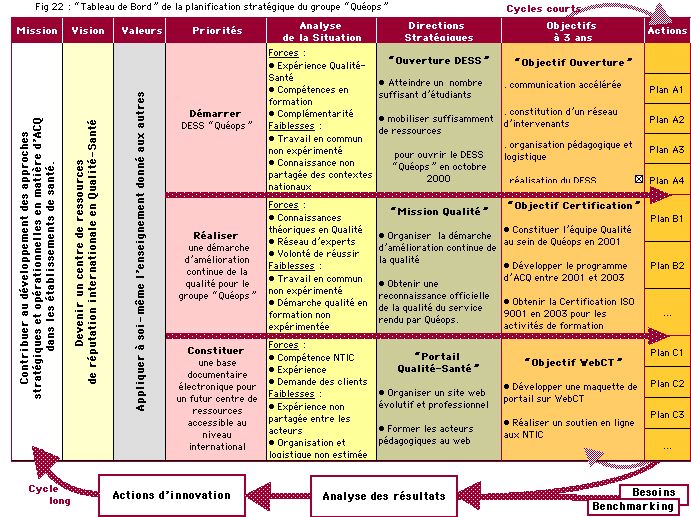 Fig 22 : "Tableau de Bord" de la planification stratégique du groupe "Quéops"
Cycles courts
Mission
Vision
Valeurs
Priorités
Analyse
de la Situation
Directions
Stratégiques
Objectifs
à 3 ans
Actions
Contribuer au développement des approches
stratégiques et opérationnelles en matière d'ACQ
dans les établissements de santé.
Devenir un centre de ressources
de réputation internationale en Qualité-Santé
Appliquer à soi-même l'enseignement donné aux autres
Démarrer
DESS "Quéops"
Forces :
● Expérience Qualité-
Santé
● Compétences en
formation
● Complémentarité
Faiblesses :
● Travail en commun
non expérimenté
● Connaissance non
partagée des contextes
nationaux
"Ouverture DESS"
● Atteindre un nombre
suffisant d'étudiants
● mobiliser suffisamment
de ressources
pour ouvrir le DESS
"Quéops" en octobre
2000
"Objectif Ouverture"
. communication accélérée
. constitution d'un réseau
d'intervenants
. organisation pédagogique et
logistique
. réalisation du DESS
Plan A1
Plan A2
Plan A3
Plan A4
Réaliser
une démarche
d'amélioration
continue de la
qualité pour le
groupe "Quéops"
Forces :
● Connaissances
théoriques en Qualité
● Réseau d'experts
● Volonté de réussir
Faiblesses :
● Travail en commun
non expérimenté
● Démarche qualité en
formation non
expérimentée
"Mission Qualité"
● Organiser la démarche
d'amélioration continue de
la qualité
● Obtenir une
reconnaissance officielle
de la qualité du service
rendu par Quéops.
"Objectif Certification"
● Constituer l'équipe Qualité
au sein de Quéops en 2001
● Développer le programme
d'ACQ entre 2001 et 2003
● Obtenir la Certification ISO
9001 en 2003 pour les
activités de formation
Plan B1
Plan B2
...
Constituer
une base
documentaire
électronique pour
un futur centre de
ressources
accessible au
niveau
international
Forces :
● Compétence NTIC
● Expérience
● Demande des clients
Faiblesses :
● Expérience non
partagée entre les
acteurs
● Organisation et
logistique non estimée
"Portail
Qualité-Santé"
● Organiser un site web
évolutif et professionnel
● Former les acteurs
pédagogiques au web
"Objectif WebCT"
● Développer une maquette de
portail sur WebCT
● Réaliser un soutien en ligne
aux NTIC
Plan C1
Plan C2
Plan C3
...
Cycle
long
Actions d'innovation
Analyse des résultats
Besoins
Benchmarking